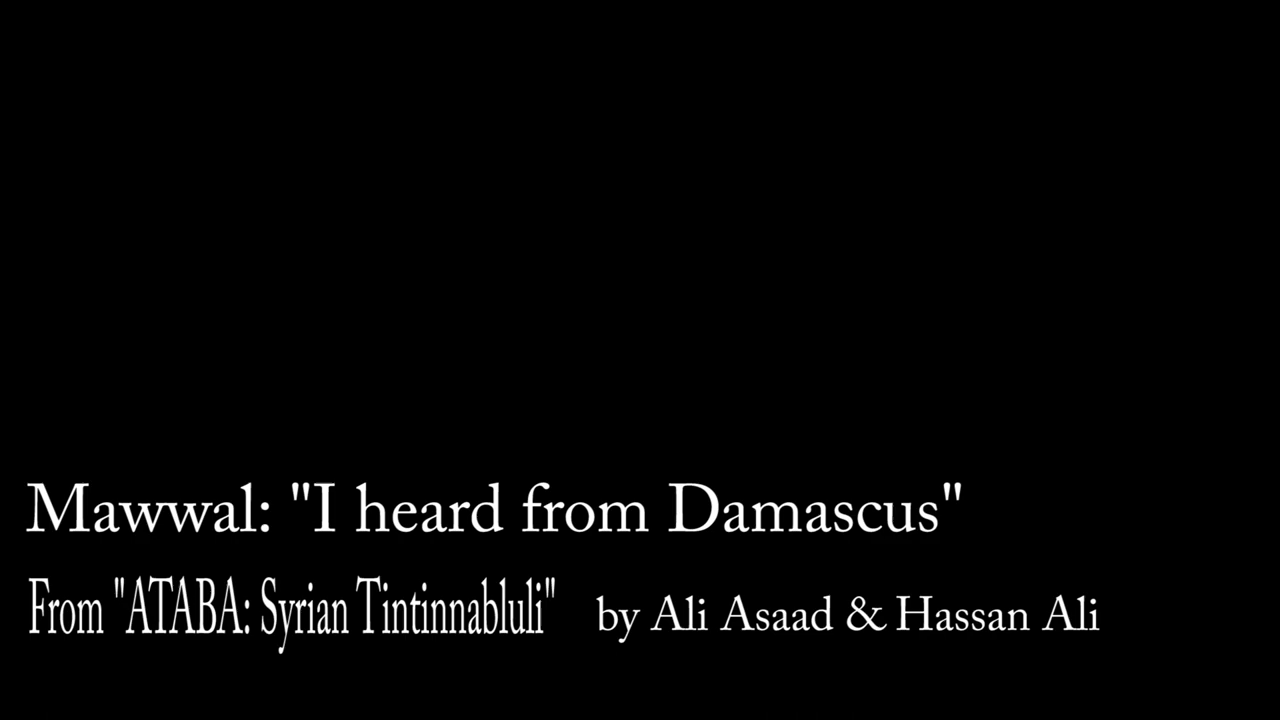 Mawwal: "I heard from Damascus"
From "ATABA: Syrian Tintinnabluli" by Ali Asaad & Hassan Ali